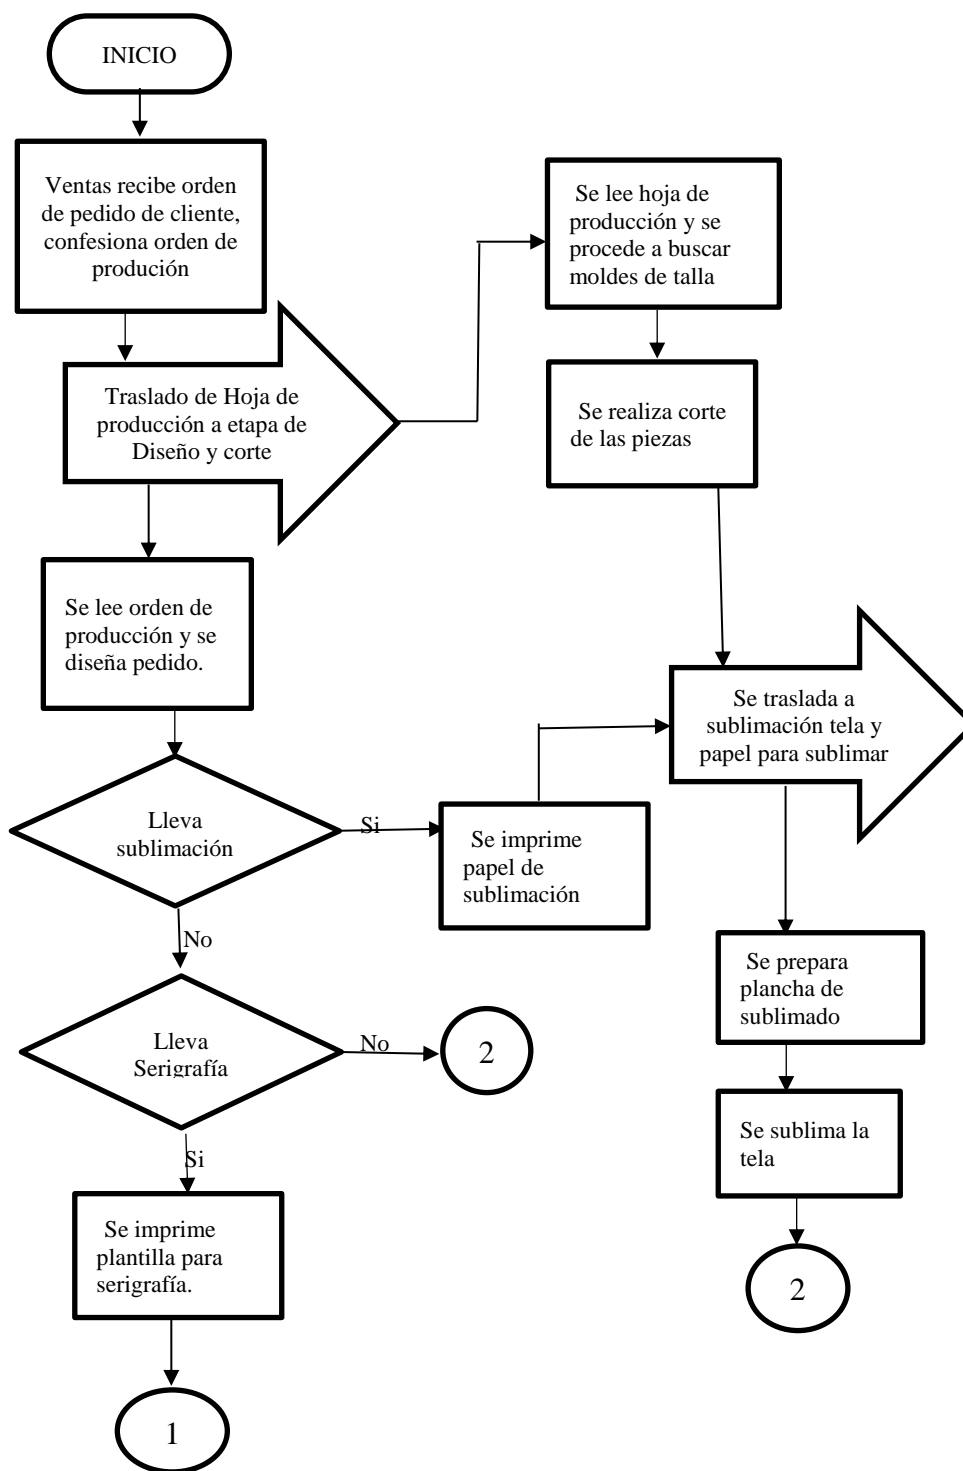 INICIO
Ventas recibe orden
de pedido de cliente,
confesiona orden de
produción
Traslado de Hoja de
producción a etapa de
Diseño y corte
Se lee orden de
producción y se
diseña pedido.
Lleva
sublimación
Si
No
Lleva
Serigrafía
No
2
Si
Se imprime
plantilla para
serigrafía.
1
Se imprime
papel de
sublimación
Se lee hoja de
producción y se
procede a buscar
moldes de talla
Se realiza corte
de las piezas
Se traslada a
sublimación tela y
papel para sublimar
Se prepara
plancha de
sublimado
Se sublima la
tela
2